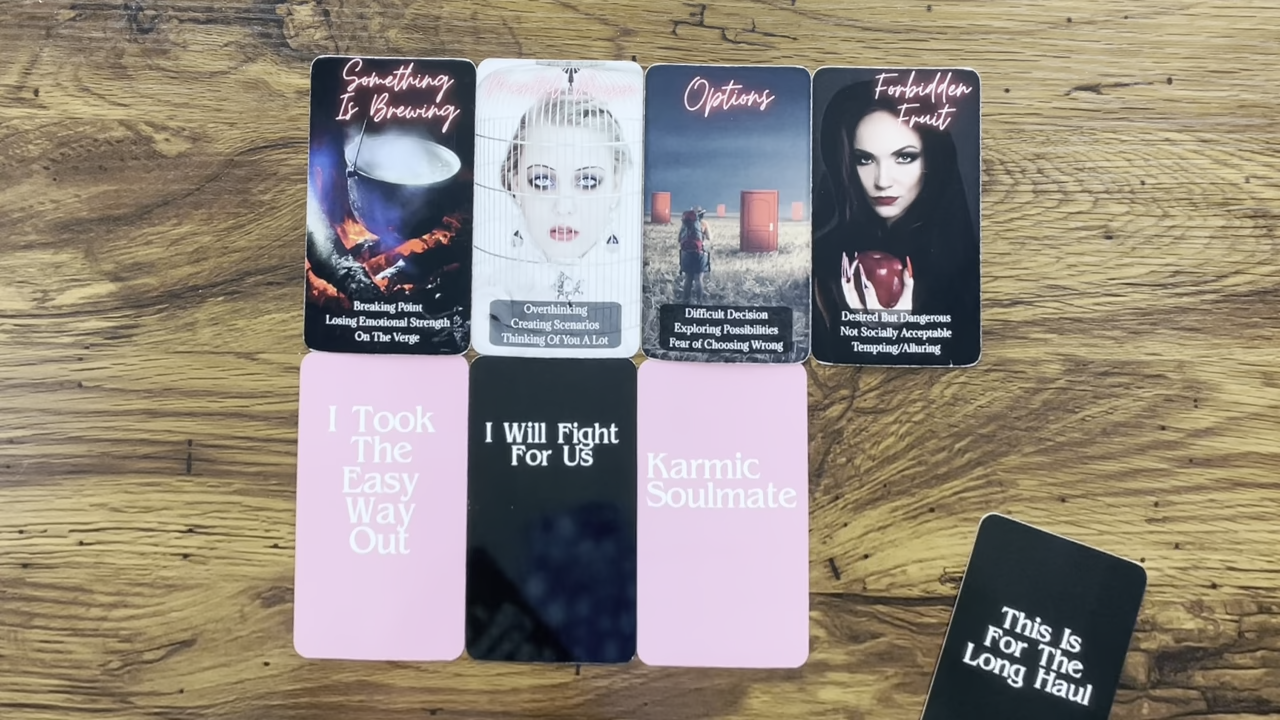 Something
Is Brewing
Breaking Point
Losing Emotional Strength
On The Verge
Overthinking
Creating Scenarios
Thinking Of You A Lot
Options
Difficult Decision
Exploring Possibilities
Fear of Choosing Wrong
Forbidden
Fruit
Desired But Dangerous
Not Socially Acceptable
Tempting/Alluring
I Took
The
Easy
Way
Out
I Will Fight
For Us
Karmic
Soulmate
This Is
For The
Long Haul